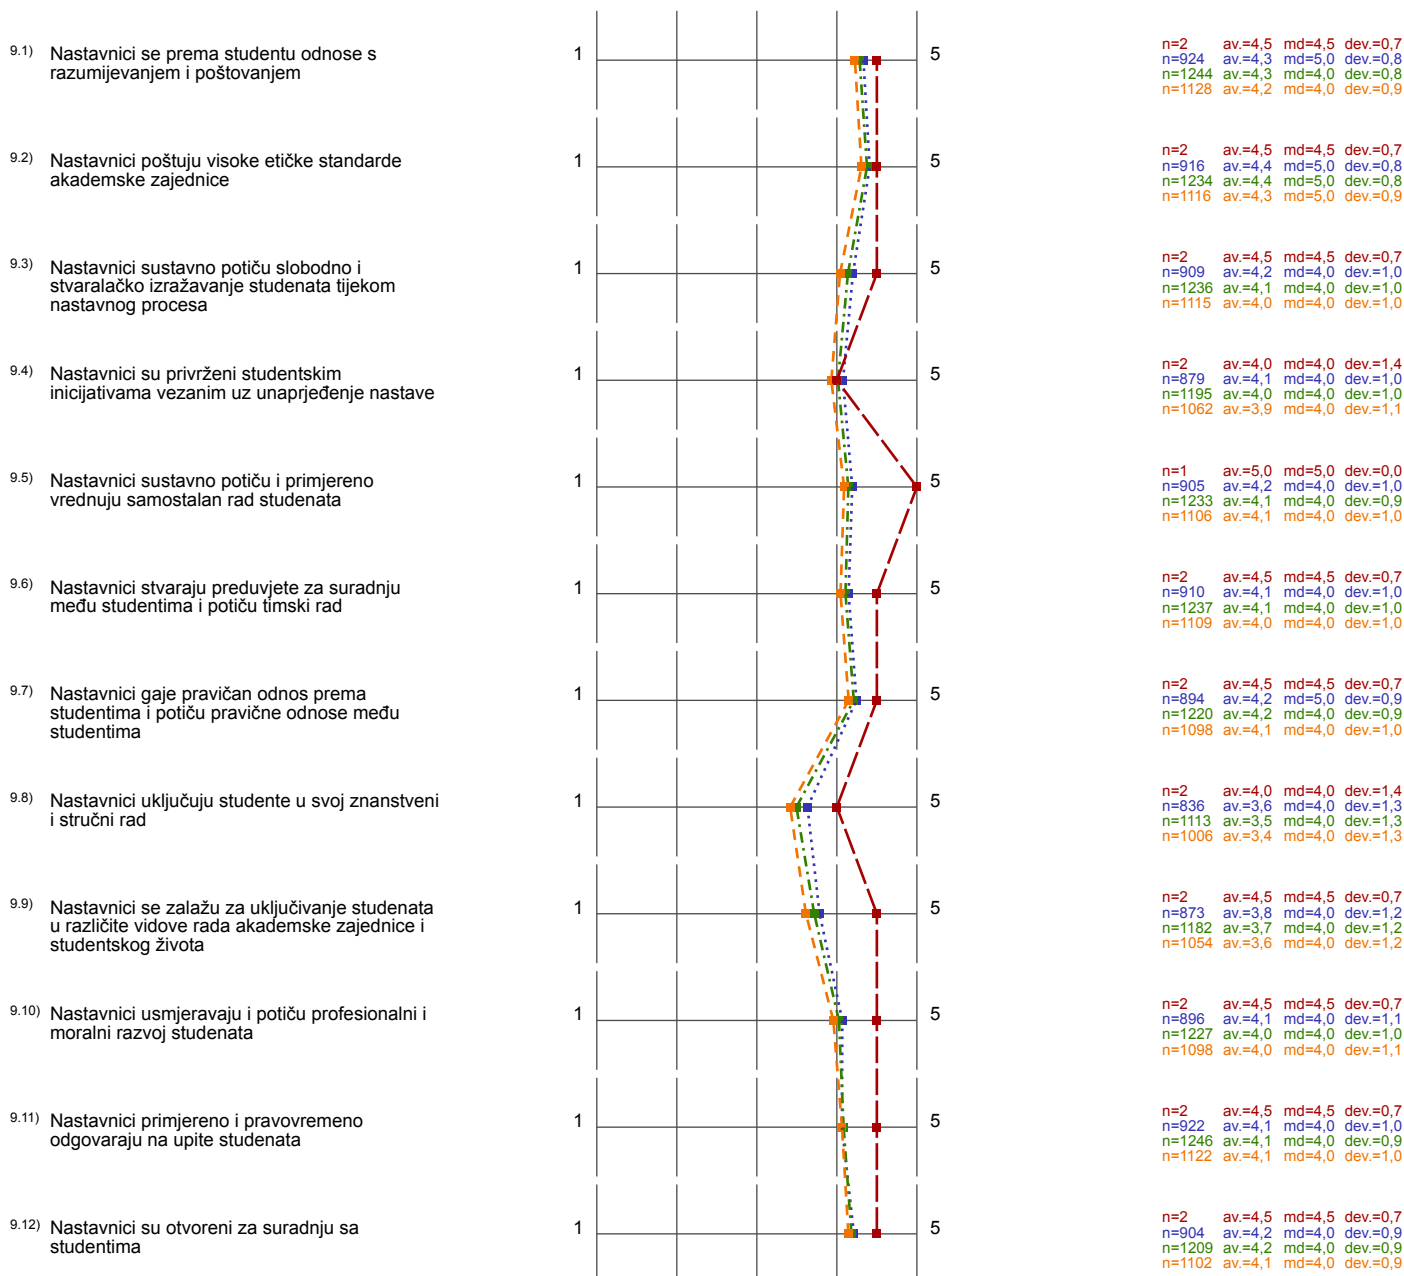 9.1) Nastavnici se prema studentu odnose s
razumijevanjem i poštovanjem
1 5
n=2 av.=4,5 md=4,5 dev.=0,7
n=924 av.=4,3 md=5,0 dev.=0,8
n=1244 av.=4,3 md=4,0 dev.=0,8
n=1128 av.=4,2 md=4,0 dev.=0,9
9.2) Nastavnici poštuju visoke etičke standarde
akademske zajednice
1 5
n=2 av.=4,5 md=4,5 dev.=0,7
n=916 av.=4,4 md=5,0 dev.=0,8
n=1234 av.=4,4 md=5,0 dev.=0,8
n=1116 av.=4,3 md=5,0 dev.=0,9
9.3) Nastavnici sustavno potiču slobodno i
stvaralačko izražavanje studenata tijekom
nastavnog procesa
1 5
n=2 av.=4,5 md=4,5 dev.=0,7
n=909 av.=4,2 md=4,0 dev.=1,0
n=1236 av.=4,1 md=4,0 dev.=1,0
n=1115 av.=4,0 md=4,0 dev.=1,0
9.4) Nastavnici su privrženi studentskim
inicijativama vezanim uz unaprjeđenje nastave
1 5
n=2 av.=4,0 md=4,0 dev.=1,4
n=879 av.=4,1 md=4,0 dev.=1,0
n=1195 av.=4,0 md=4,0 dev.=1,0
n=1062 av.=3,9 md=4,0 dev.=1,1
9.5) Nastavnici sustavno potiču i primjereno
vrednuju samostalan rad studenata
1 5
n=1 av.=5,0 md=5,0 dev.=0,0
n=905 av.=4,2 md=4,0 dev.=1,0
n=1233 av.=4,1 md=4,0 dev.=0,9
n=1106 av.=4,1 md=4,0 dev.=1,0
9.6) Nastavnici stvaraju preduvjete za suradnju
među studentima i potiču timski rad
1 5
n=2 av.=4,5 md=4,5 dev.=0,7
n=910 av.=4,1 md=4,0 dev.=1,0
n=1237 av.=4,1 md=4,0 dev.=1,0
n=1109 av.=4,0 md=4,0 dev.=1,0
9.7) Nastavnici gaje pravičan odnos prema
studentima i potiču pravične odnose među
studentima
1 5
n=2 av.=4,5 md=4,5 dev.=0,7
n=894 av.=4,2 md=5,0 dev.=0,9
n=1220 av.=4,2 md=4,0 dev.=0,9
n=1098 av.=4,1 md=4,0 dev.=1,0
9.8) Nastavnici uključuju studente u svoj znanstveni
i stručni rad
1 5
n=2 av.=4,0 md=4,0 dev.=1,4
n=836 av.=3,6 md=4,0 dev.=1,3
n=1113 av.=3,5 md=4,0 dev.=1,3
n=1006 av.=3,4 md=4,0 dev.=1,3
9.9) Nastavnici se zalažu za uključivanje studenata
u različite vidove rada akademske zajednice i
studentskog života
1 5
n=2 av.=4,5 md=4,5 dev.=0,7
n=873 av.=3,8 md=4,0 dev.=1,2
n=1182 av.=3,7 md=4,0 dev.=1,2
n=1054 av.=3,6 md=4,0 dev.=1,2
9.10) Nastavnici usmjeravaju i potiču profesionalni i
moralni razvoj studenata
1 5
n=2 av.=4,5 md=4,5 dev.=0,7
n=896 av.=4,1 md=4,0 dev.=1,1
n=1227 av.=4,0 md=4,0 dev.=1,0
n=1098 av.=4,0 md=4,0 dev.=1,1
9.11) Nastavnici primjereno i pravovremeno
odgovaraju na upite studenata
1 5
n=2 av.=4,5 md=4,5 dev.=0,7
n=922 av.=4,1 md=4,0 dev.=1,0
n=1246 av.=4,1 md=4,0 dev.=0,9
n=1122 av.=4,1 md=4,0 dev.=1,0
9.12) Nastavnici su otvoreni za suradnju sa
studentima
1 5
n=2 av.=4,5 md=4,5 dev.=0,7
n=904 av.=4,2 md=4,0 dev.=0,9
n=1209 av.=4,2 md=4,0 dev.=0,9
n=1102 av.=4,1 md=4,0 dev.=0,9